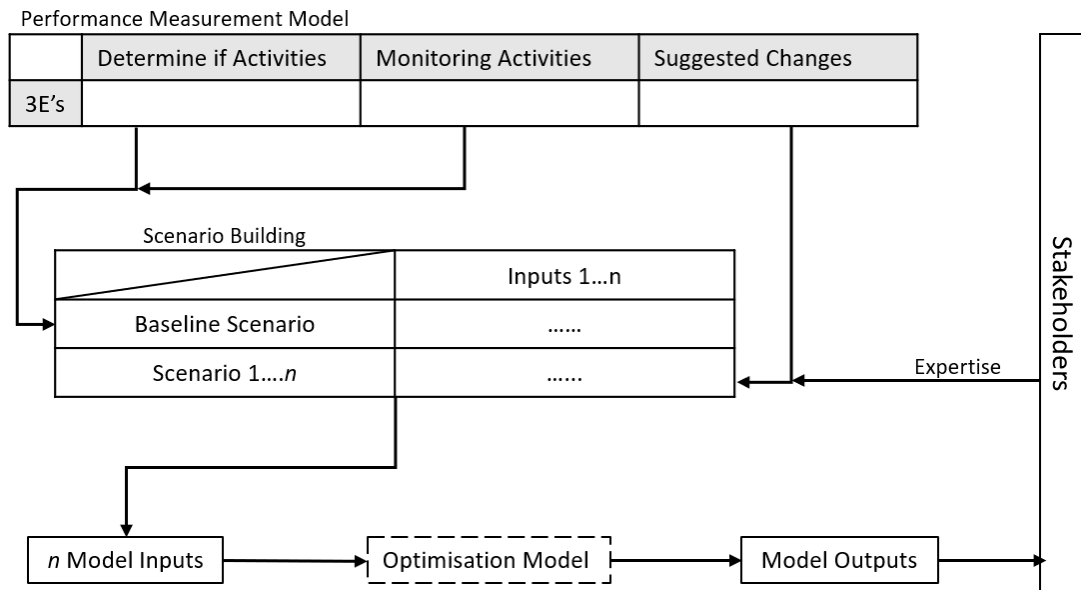 Performance Measurement Model
Determine if Activities
Monitoring Activities
Suggested Changes
3E’s
Scenario Building
Inputs 1...n
Baseline Scenario
……
Scenario 1....n
…...
Expertise
Stakeholders
n Model Inputs
Optimisation Model
Model Outputs